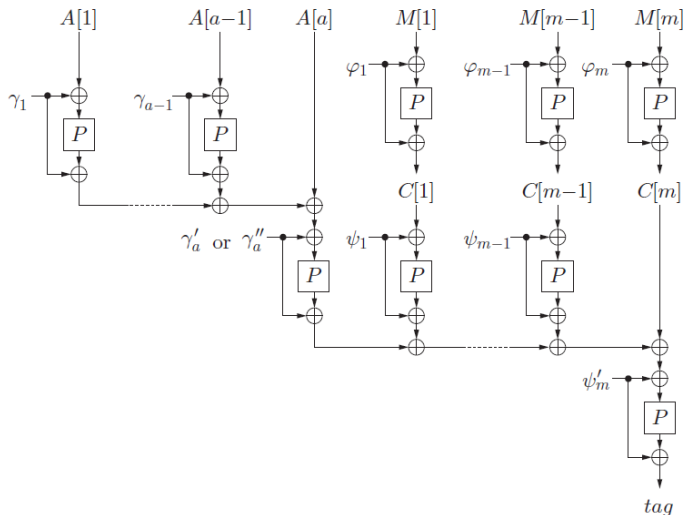 A[1] A[a−1] A[a] M[1] M[m−1] M[m]
φ₁ φₘ₋₁ φₘ
γ₁ γₐ₋₁ P P P
P P
C[1] C[m−1] C[m]
γ′ₐ or γ″ₐ ψ₁ ψₘ₋₁
P P P
ψ′ₘ
P
tag